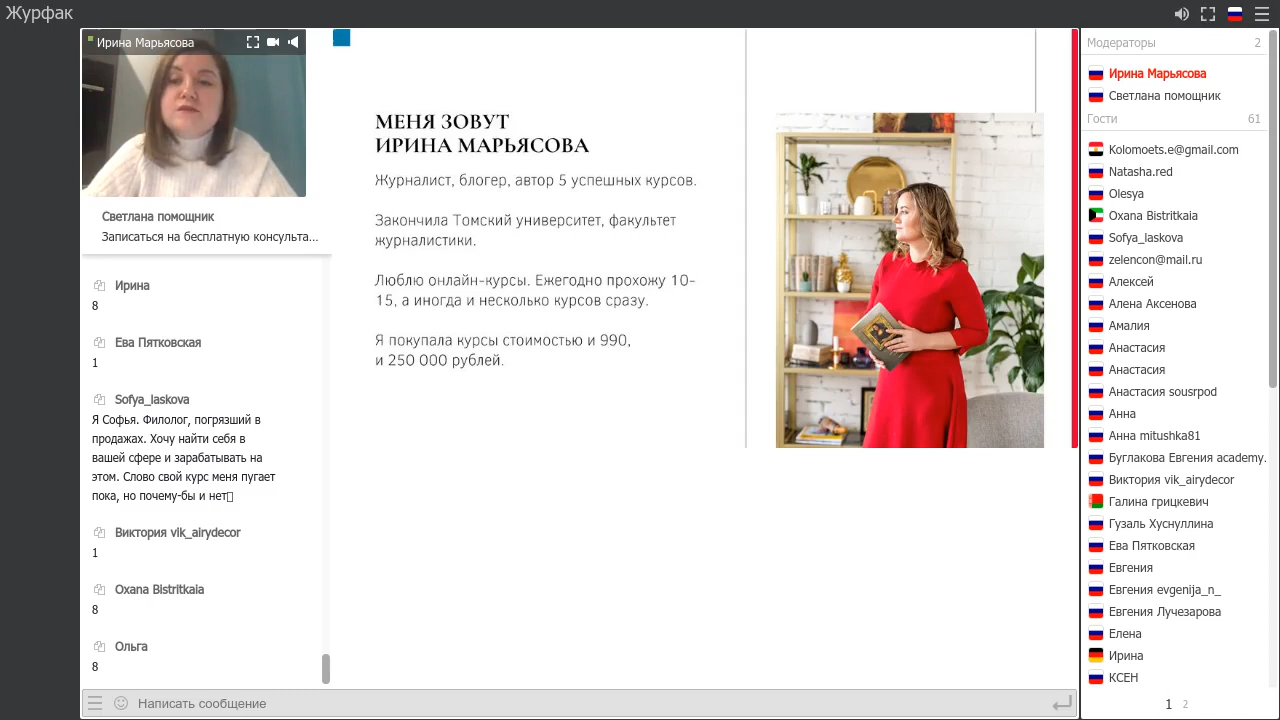 Журфак
Ирина Марьясова
Светлана помощник
Записаться на бесплатную консульта...
Ирина
8
Ева Пятковская
1
Sofya_laskova
Я Софья. Филолог, погрязший в
продажах. Хочу найти себя в
вашей сфере и зарабатывать на
этом. Слово свой курс меня пугает
пока, но почему-бы и нет
Виктория vik_airydecor
1
Oxana Bistritkaia
8
Ольга
8
Написать сообщение
МЕНЯ ЗОВУТ
ИРИНА МАРЬЯСОВА
Журналист, блогер, автор 5 успешных курсов.
Закончила Томский университет, факультет
журналистики.
Люблю онлайн-курсы. Ежегодно прохожу 10-
15, а иногда и несколько курсов сразу.
Я покупала курсы стоимостью и 990,
и 250 000 рублей.
Модераторы 2
Ирина Марьясова
Светлана помощник
Гости 61
Kolomoets.e@gmail.com
Natasha.red
Olesya
Oxana Bistritkaia
Sofya_laskova
zelencon@mail.ru
Алексей
Алена Аксенова
Амалия
Анастасия
Анастасия
Анастасия sousrpod
Анна
Анна mitushka81
Буглакова Евгения academy.
Виктория vik_airydecor
Галина грицкевич
Гузаль Хуснуллина
Ева Пятковская
Евгения
Евгения evgenija_n_
Евгения Лучезарова
Елена
Ирина
КСЕН
1 2